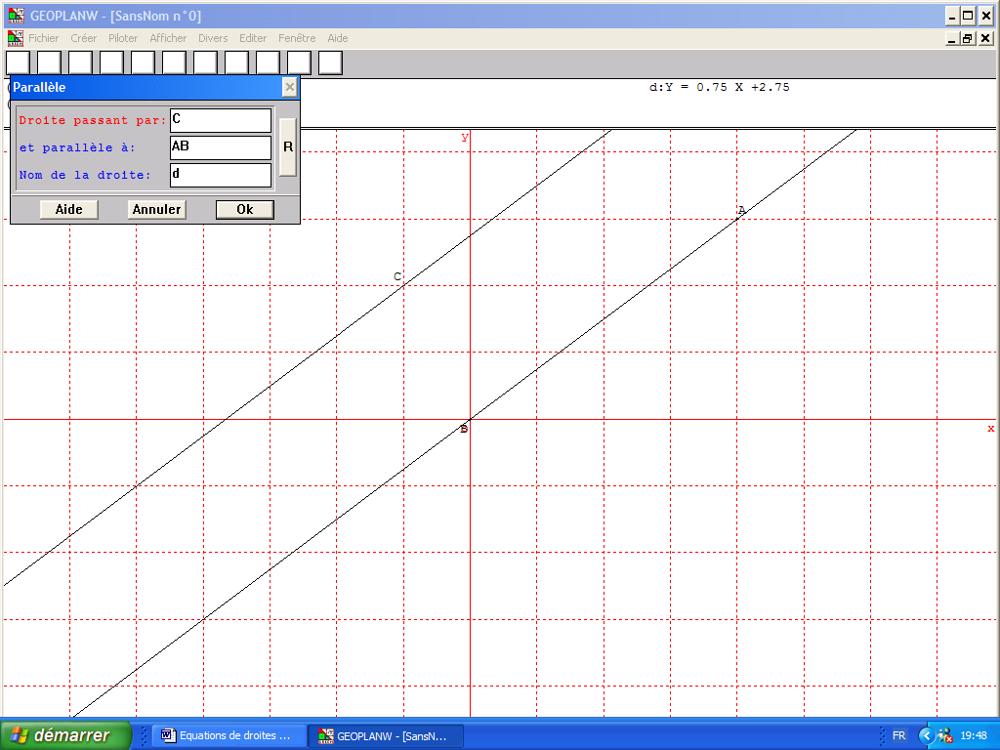 GEOPLANW - [SansNom n°0]
Fichier Créer Piloter Afficher Divers Editer Fenêtre Aide
Parallèle
d:Y = 0.75 X +2.75
Droite passant par: C
et parallèle à: AB
R
Nom de la droite: d
Aide Annuler Ok
y
A
C
B
x
démarrer
Equations de droites ...
GEOPLANW - [SansN...
FR
19:48